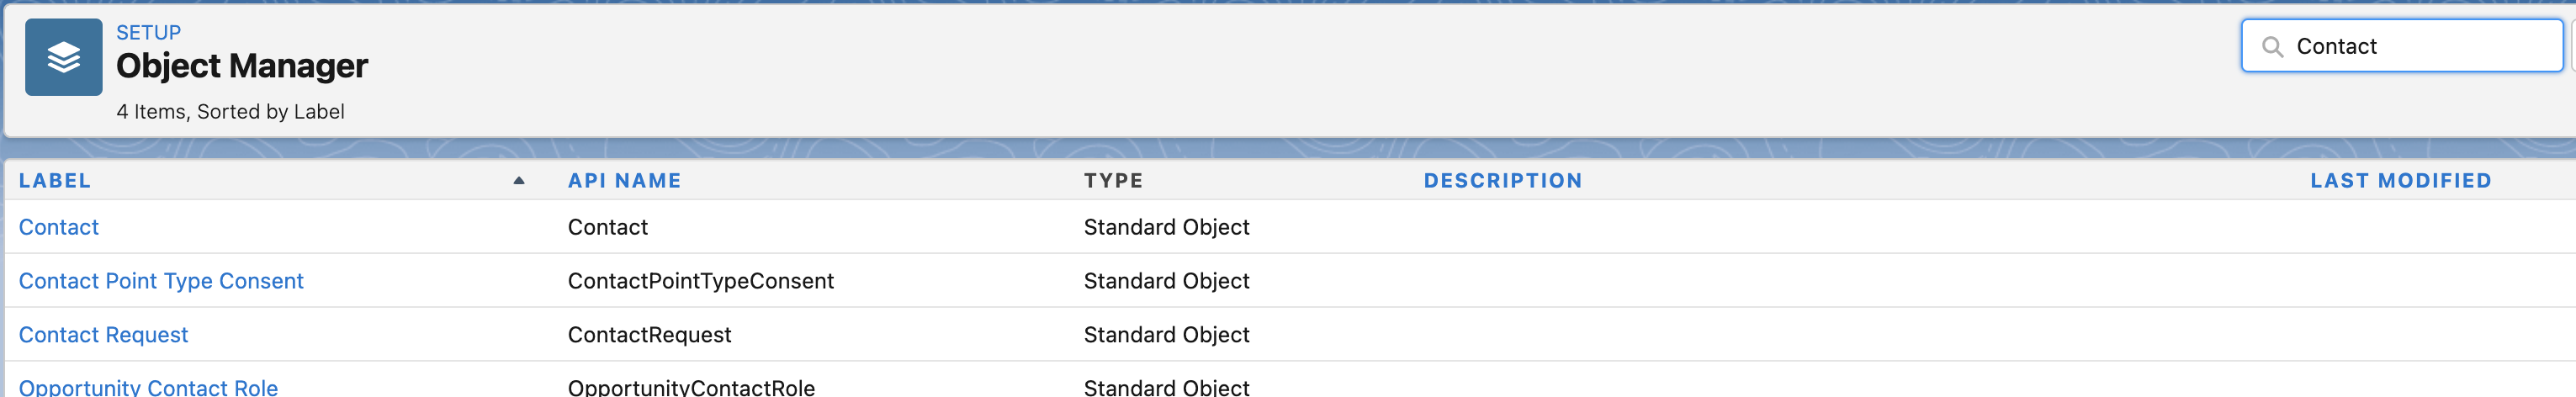 SETUP
Object Manager
4 Items, Sorted by Label
Contact
LABEL API NAME TYPE DESCRIPTION LAST MODIFIED
Contact Contact Standard Object
Contact Point Type Consent ContactPointTypeConsent Standard Object
Contact Request ContactRequest Standard Object
Opportunity Contact Role OpportunityContactRole Standard Object